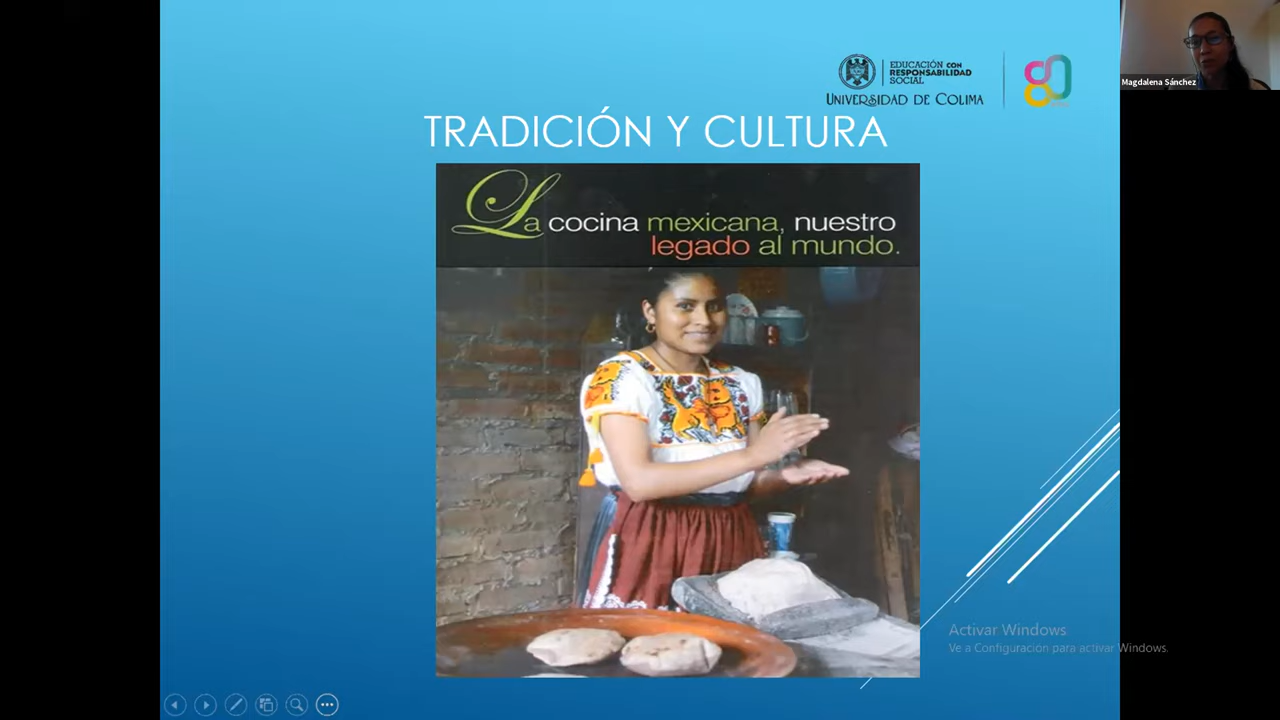 EDUCACIÓN CON
RESPONSABILIDAD
SOCIAL
UNIVERSIDAD DE COLIMA
80
Magdalena Sánchez
TRADICIÓN Y CULTURA
La cocina mexicana, nuestro
legado al mundo.
Activar Windows
Ve a Configuración para activar Windows.